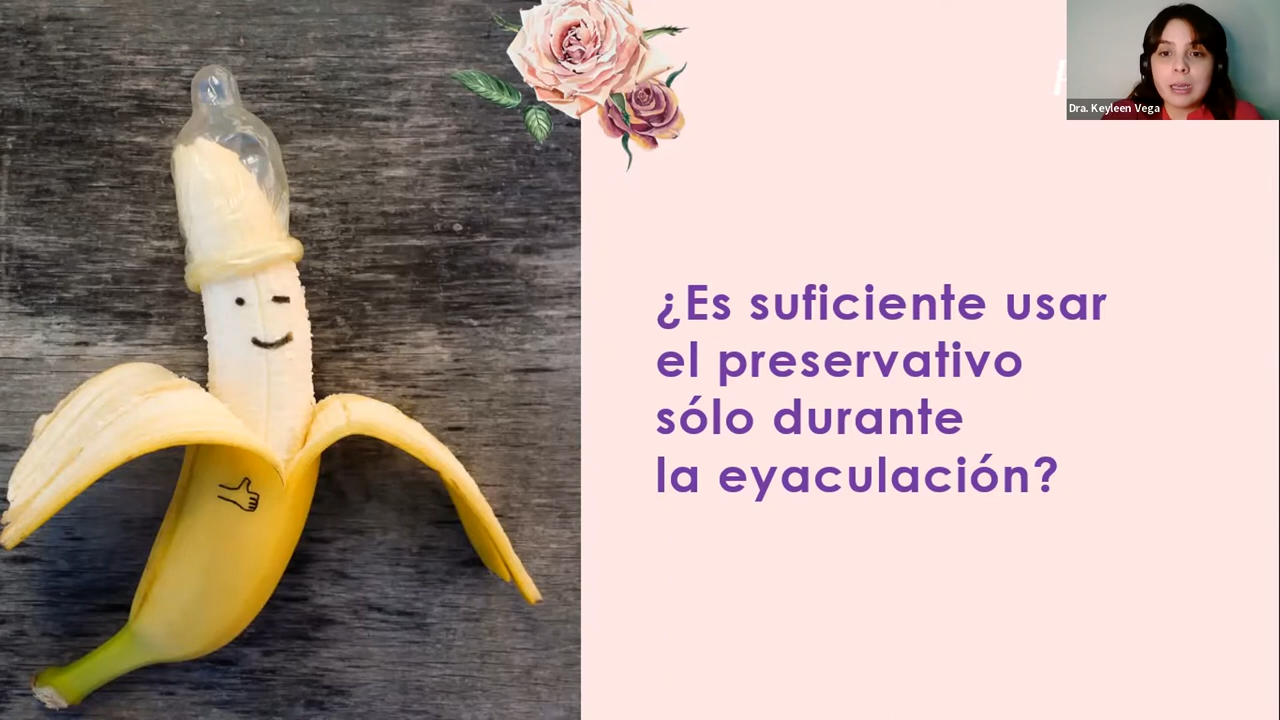 Dra. Keyleen Vega
¿Es suficiente usar
el preservativo
sólo durante
la eyaculación?